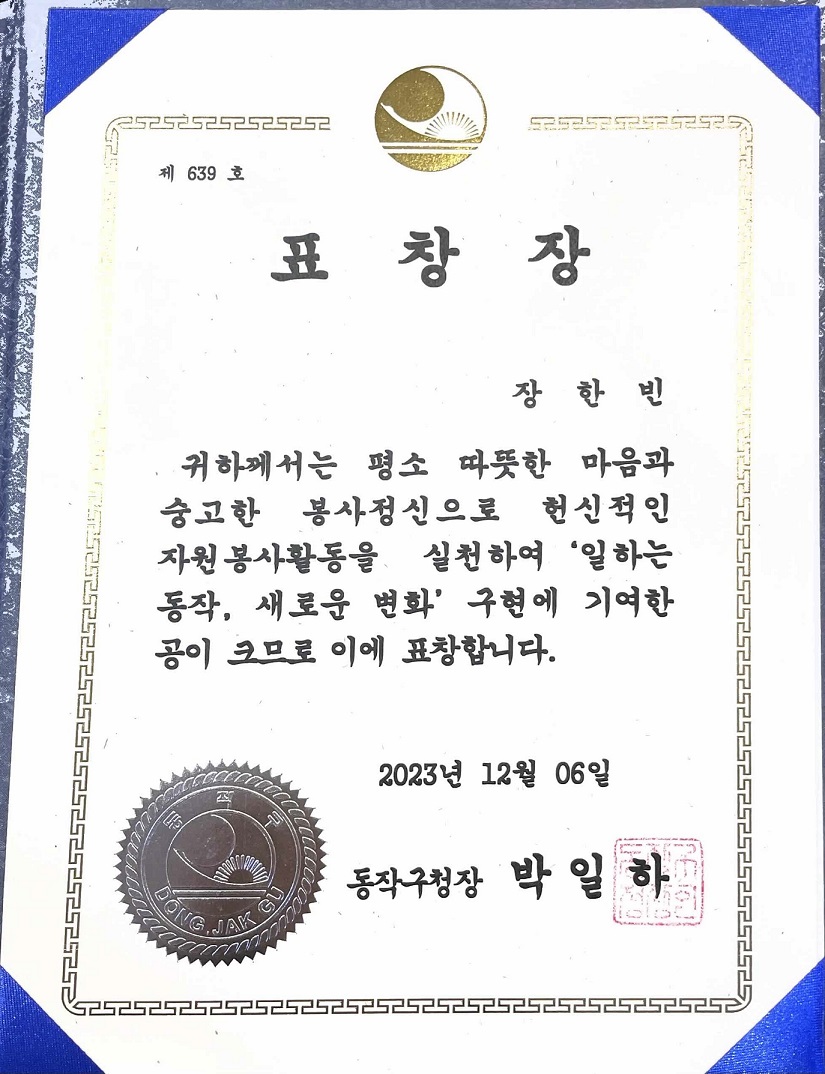 제 639 호
표 창 장
장 한 빈
귀하께서는 평소 따뜻한 마음과
숭고한 봉사정신으로 헌신적인
자원봉사활동을 실천하여 '일하는
동작, 새로운 변화' 구현에 기여한
공이 크므로 이에 표창합니다.
2023년 12월 06일
동작구청장 박 일 하
동작구
DONG JAK GU